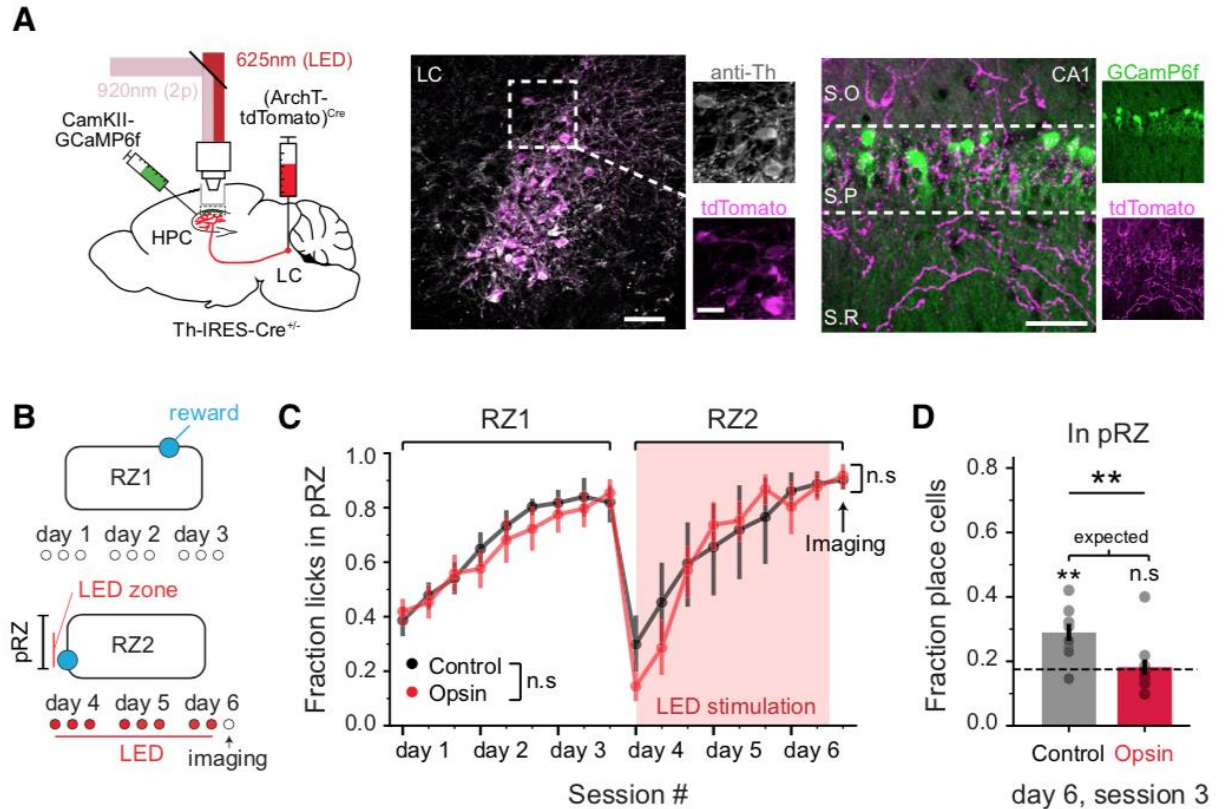 A
920nm (2p)
625nm (LED)
CamKII-
GCaMP6f
(ArchT-
tdTomato)Cre
HPC
LC
Th-IRES-Cre+/-
LC
anti-Th
tdTomato
CA1
S.O
S.P
S.R
GCamP6f
tdTomato
B
reward
RZ1
day 1 day 2 day 3
LED zone
pRZ
RZ2
day 4 day 5 day 6
LED
imaging
C
RZ1
RZ2
Fraction licks in pRZ
1.0
0.8
0.6
0.4
0.2
0.0
n.s
Imaging
Control
Opsin
n.s
LED stimulation
day 1 day 2 day 3 day 4 day 5 day 6
Session #
D
In pRZ
**
expected
**
n.s
Fraction place cells
0.8
0.6
0.4
0.2
0.0
Control Opsin
day 6, session 3